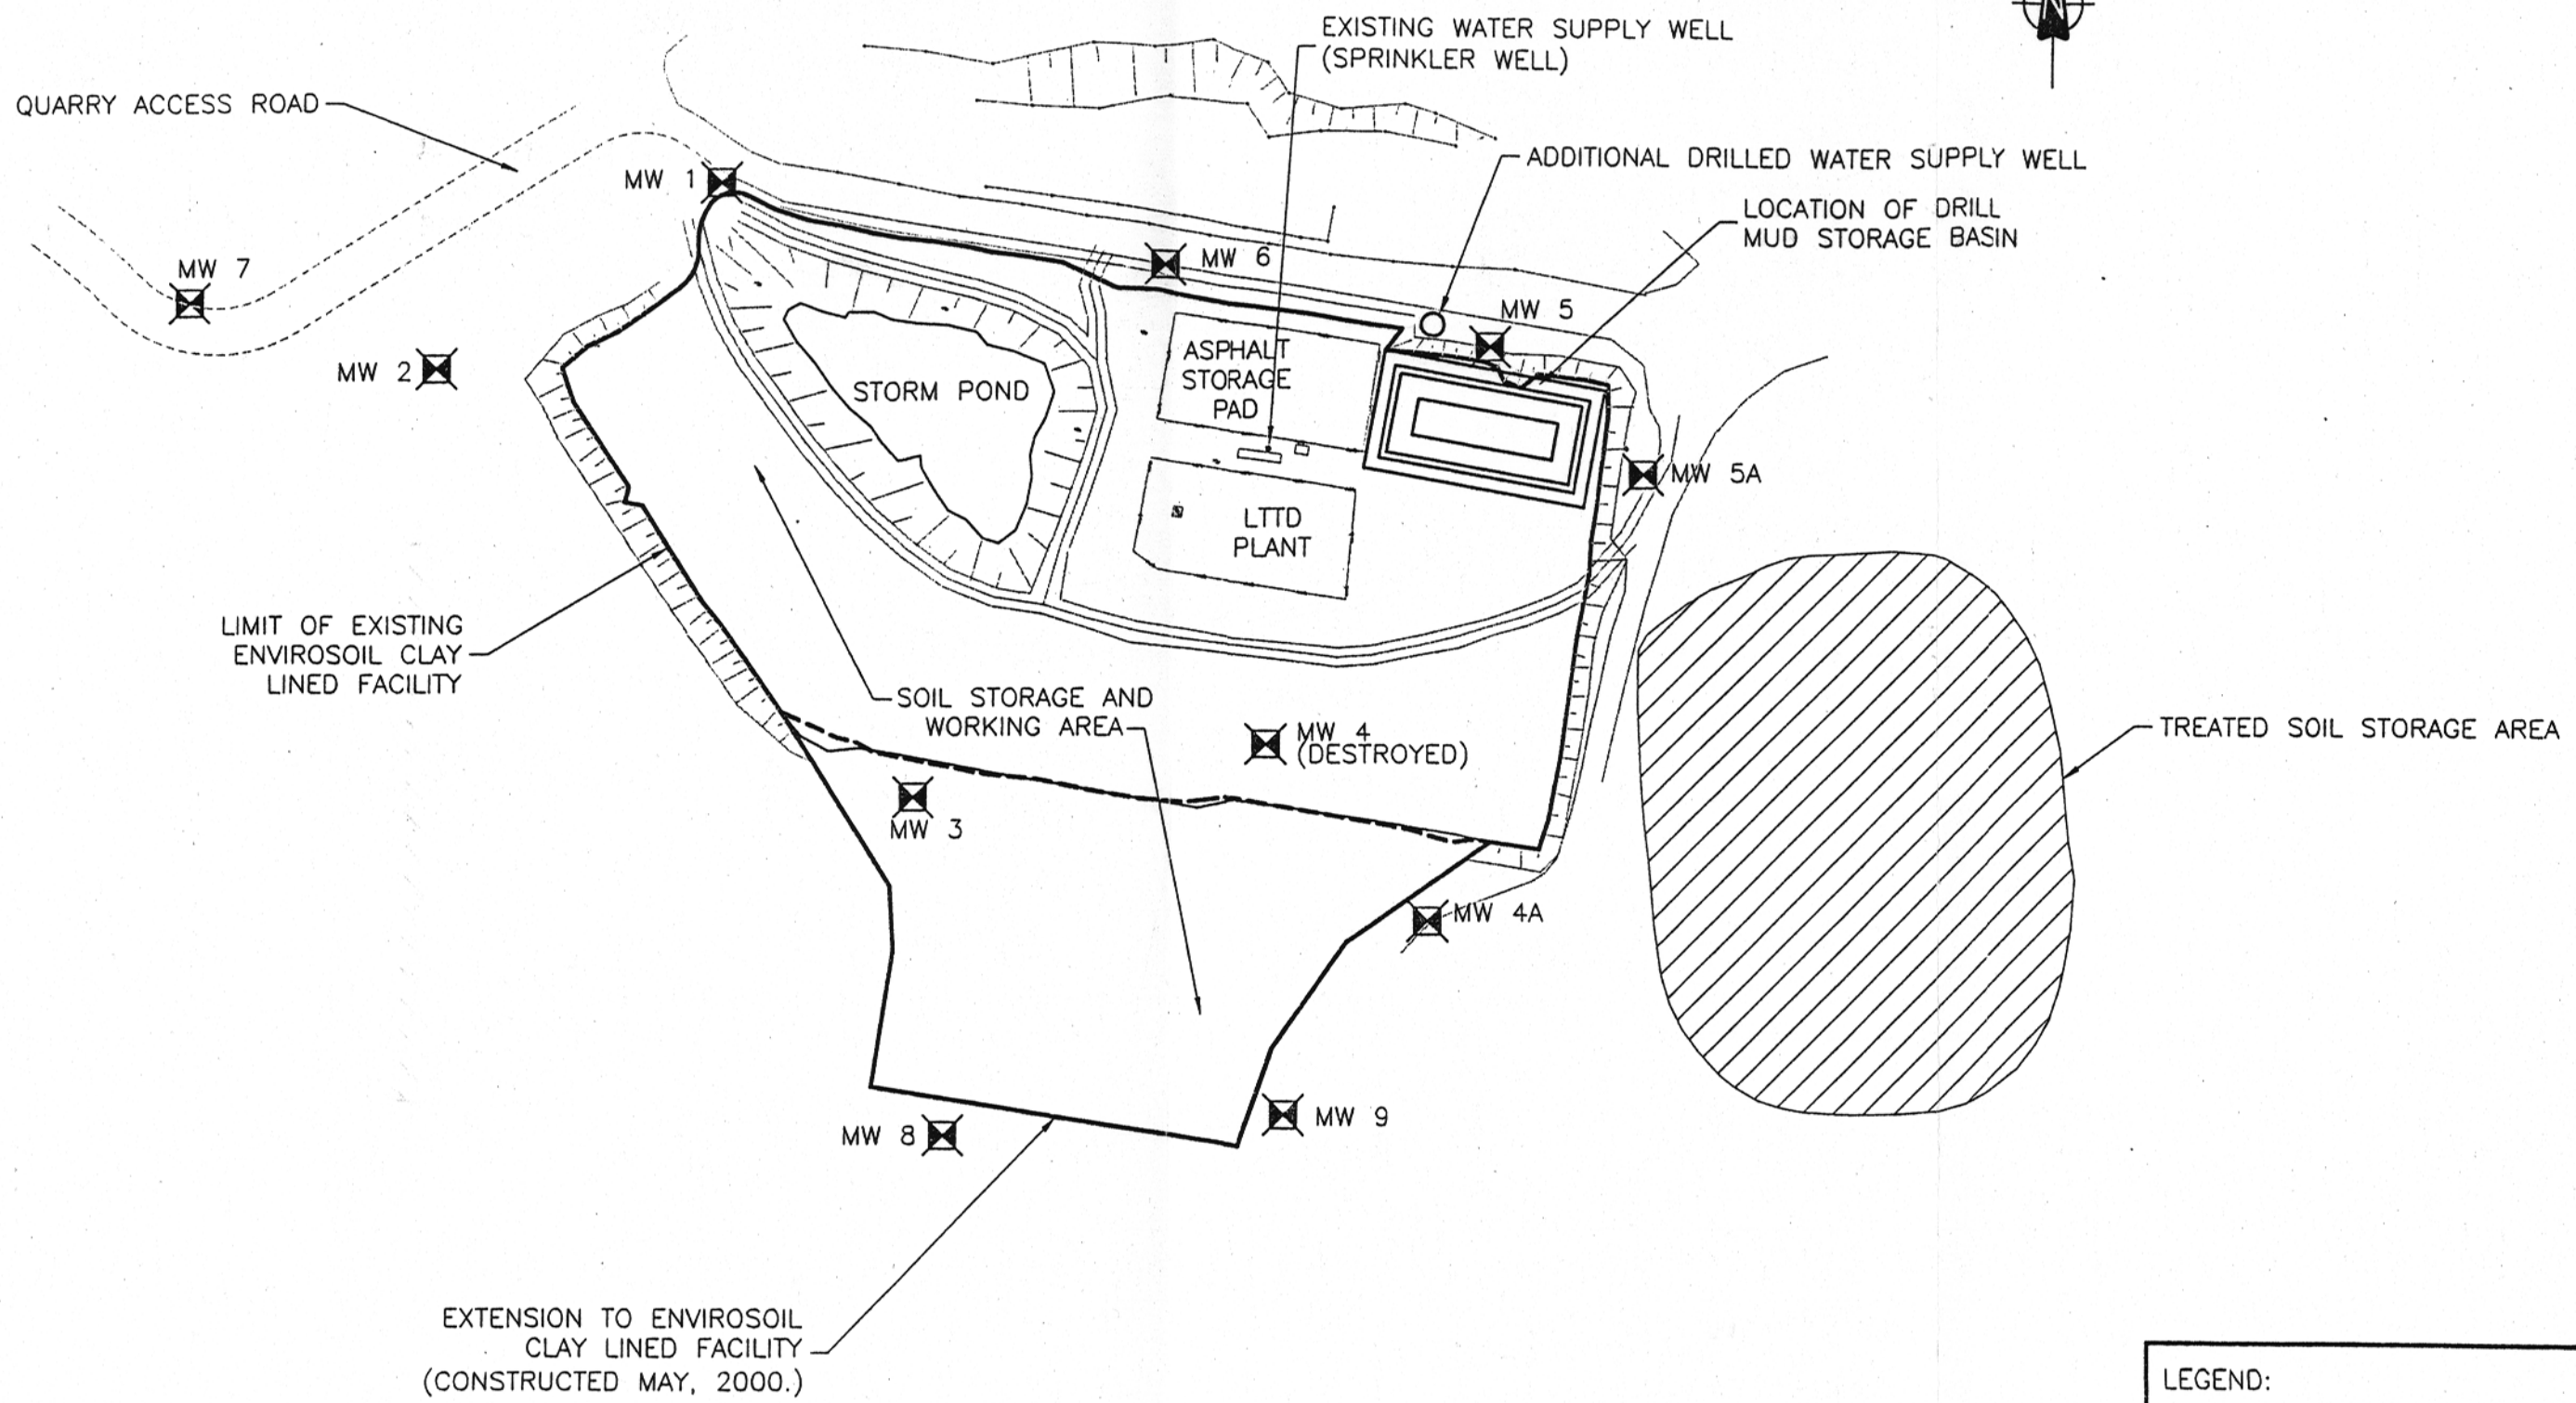 N
EXISTING WATER SUPPLY WELL
(SPRINKLER WELL)
QUARRY ACCESS ROAD
ADDITIONAL DRILLED WATER SUPPLY WELL
MW 1
LOCATION OF DRILL
MUD STORAGE BASIN
MW 6
MW 7
MW 5
MW 2
ASPHALT
STORAGE
PAD
STORM POND
MW 5A
LTTD
PLANT
LIMIT OF EXISTING
ENVIROSOIL CLAY
LINED FACILITY
SOIL STORAGE AND
WORKING AREA
MW 4
(DESTROYED)
TREATED SOIL STORAGE AREA
MW 3
MW 4A
MW 8
MW 9
EXTENSION TO ENVIROSOIL
CLAY LINED FACILITY
(CONSTRUCTED MAY, 2000.)
LEGEND: